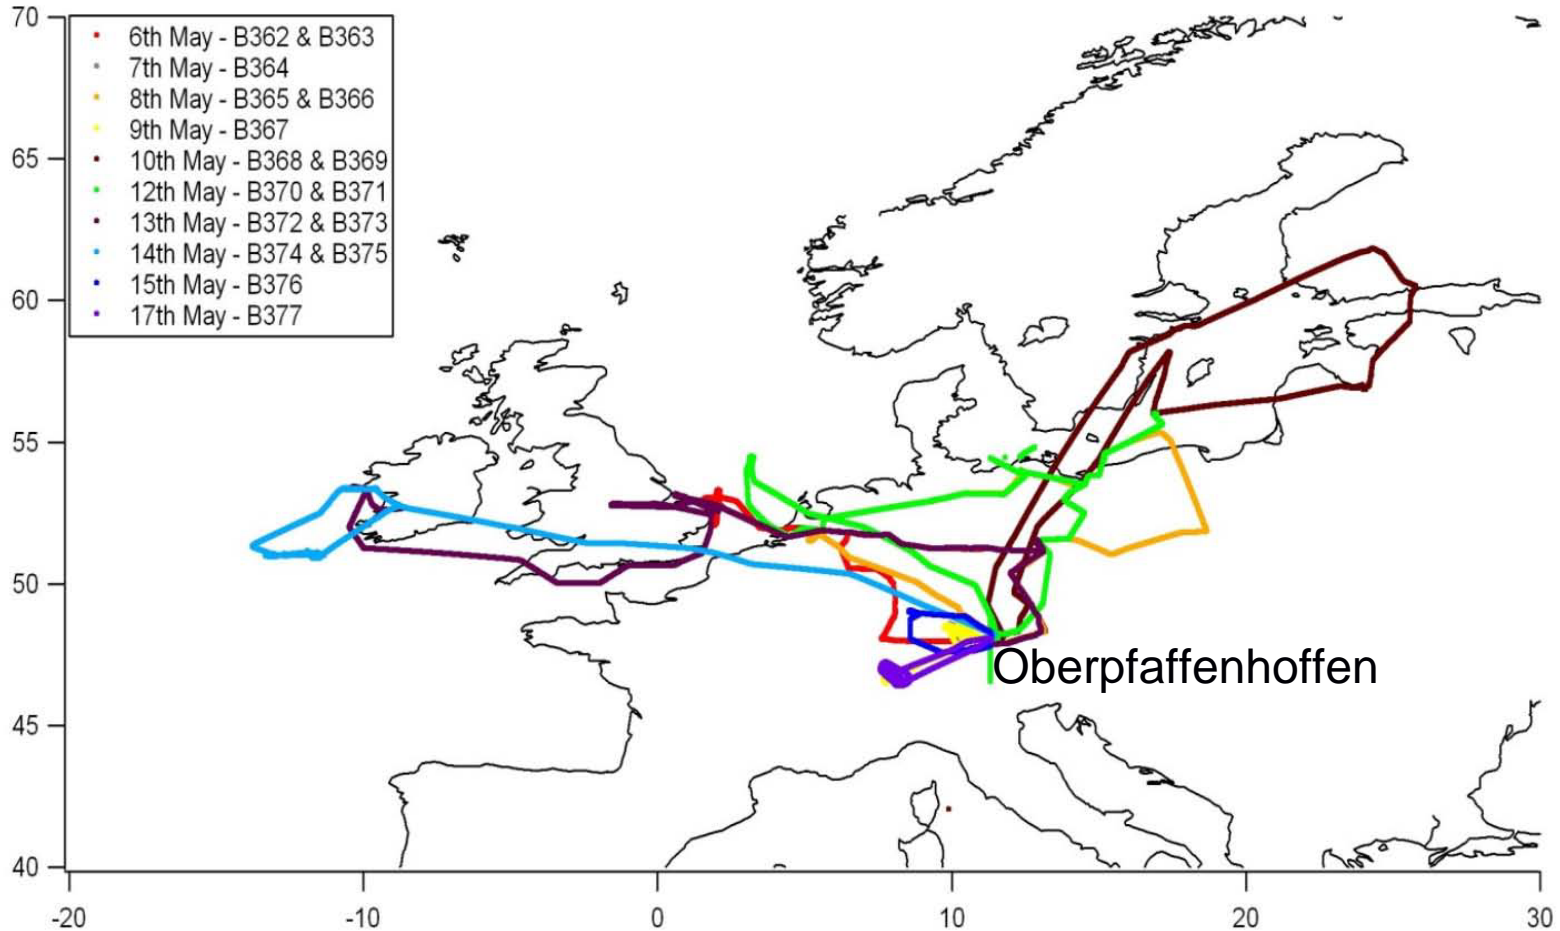 70
6th May - B362 & B363
7th May - B364
8th May - B365 & B366
9th May - B367
10th May - B368 & B369
12th May - B370 & B371
13th May - B372 & B373
14th May - B374 & B375
15th May - B376
17th May - B377
65
60
55
50
Oberpfaffenhoffen
45
40
-20 -10 0 10 20 30